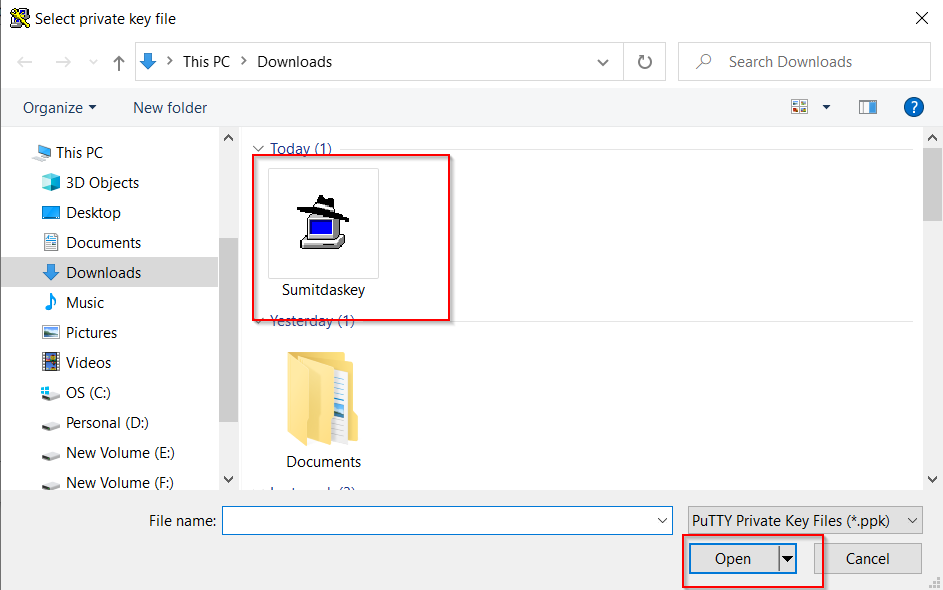 Select private key file
This PC
Downloads
Search Downloads
Organize
New folder
?
This PC
3D Objects
Desktop
Documents
Downloads
Music
Pictures
Videos
OS (C:)
Personal (D:)
New Volume (E:)
New Volume (F:)
Today (1)
Sumitdaskey
Yesterday (1)
Documents
File name:
PuTTY Private Key Files (*.ppk)
Open
Cancel